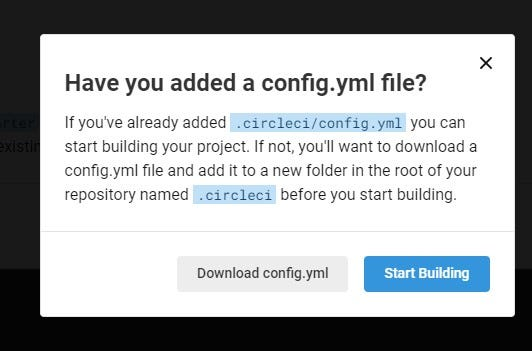 Have you added a config.yml file?
If you've already added .circleci/config.yml you can
start building your project. If not, you'll want to download a
config.yml file and add it to a new folder in the root of your
repository named .circleci before you start building.
arter
existin
Download config.yml Start Building